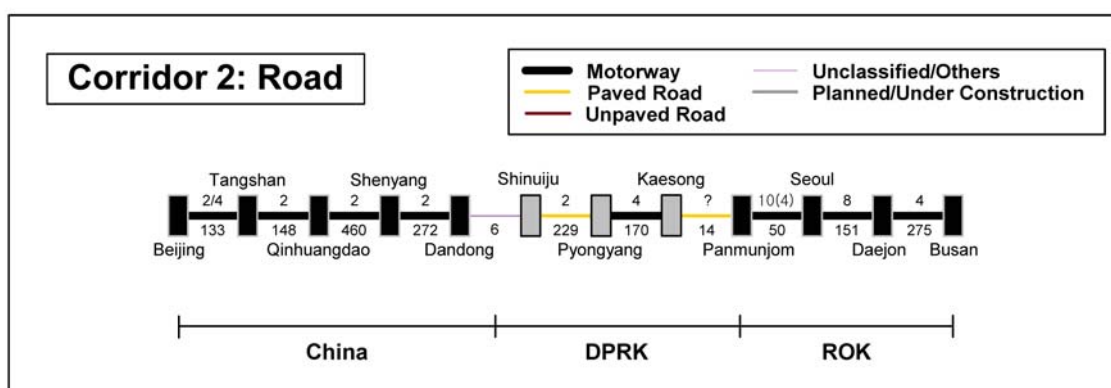 Corridor 2: Road
Motorway
Paved Road
Unpaved Road
Unclassified/Others
Planned/Under Construction
Tangshan
Shenyang
Shinuiju
Kaesong
Seoul
2/4 2 2 2 2 4 ? 10(4) 8 4
133 148 460 272 6 229 170 14 50 151 275
Beijing Qinhuangdao Dandong Pyongyang Panmunjom Daejon Busan
China DPRK ROK